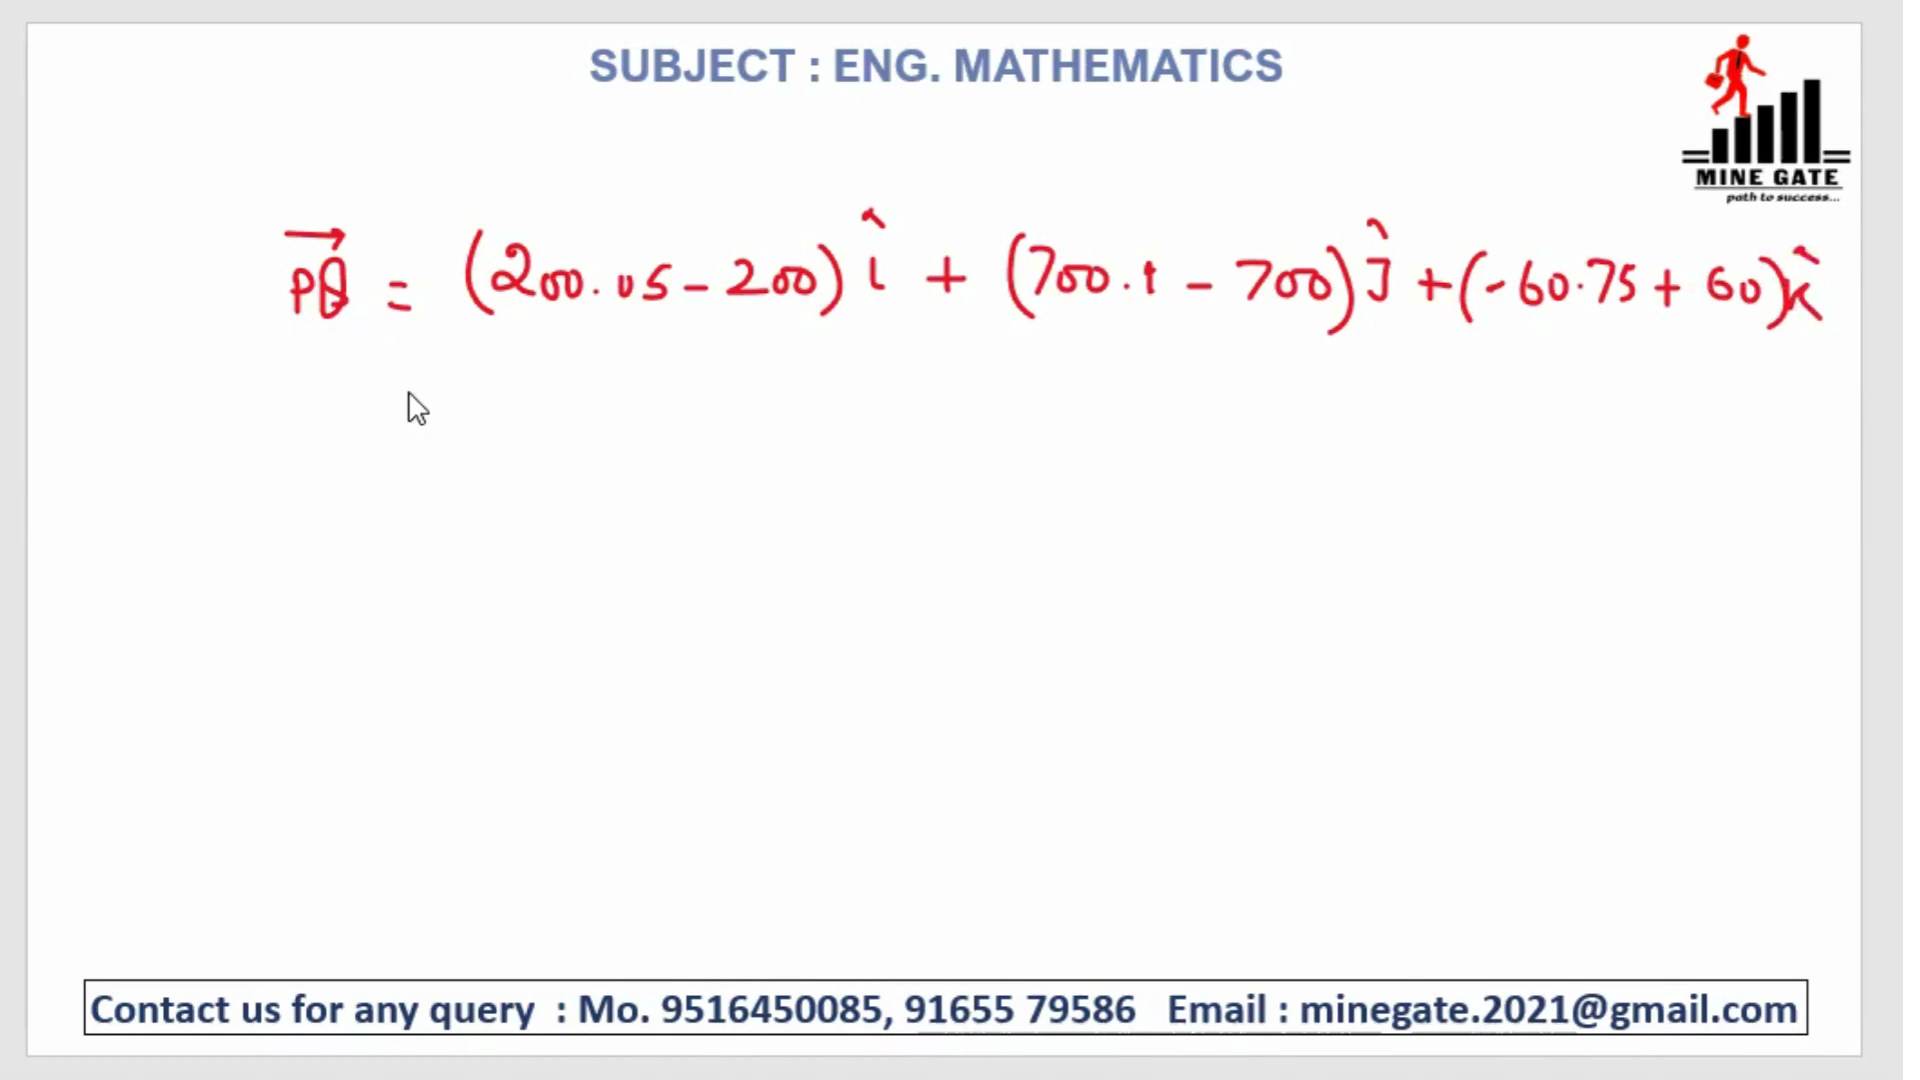 SUBJECT : ENG. MATHEMATICS
MINE GATE
path to success...
PQ = (200.05 - 200) î + (700.1 - 700) ĵ + (-60.75 + 60) k̂
Contact us for any query : Mo. 9516450085, 91655 79586 Email : minegate.2021@gmail.com